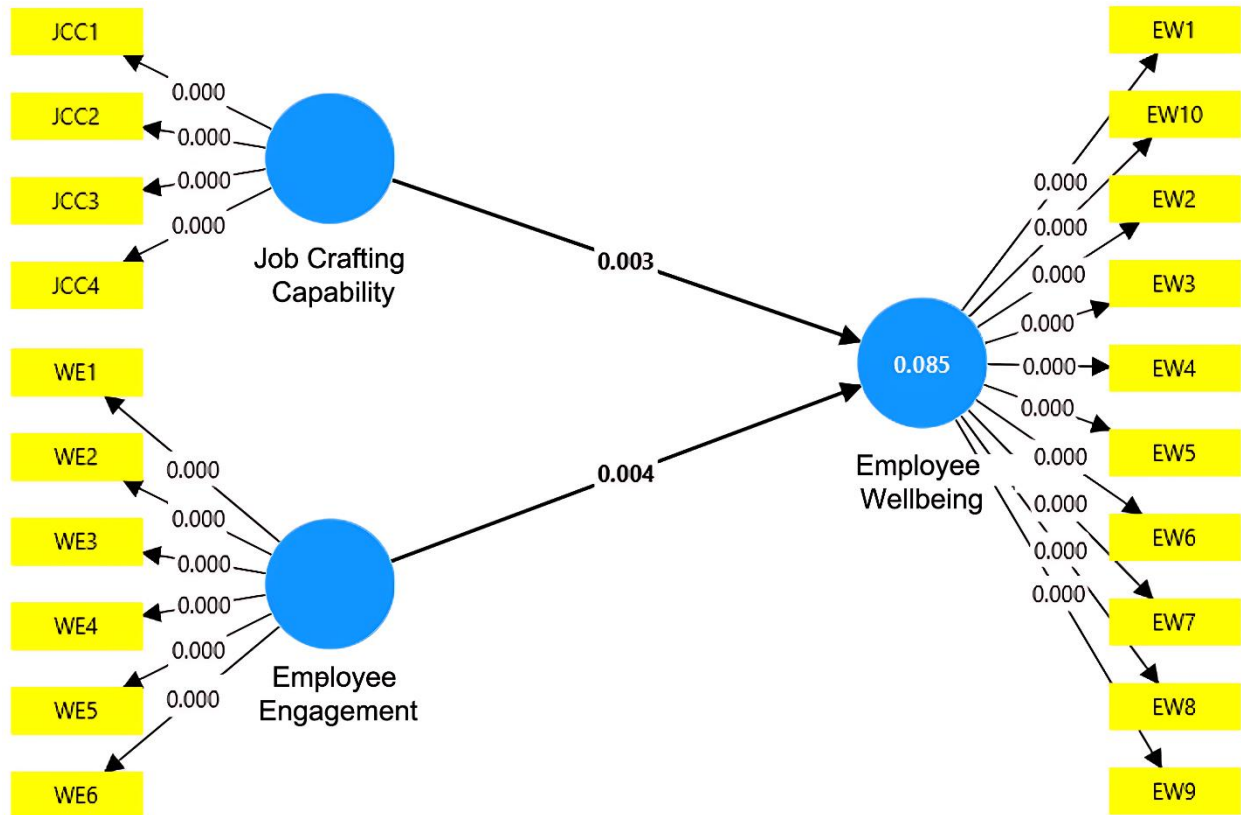 JCC1
0.000
JCC2
0.000
JCC3
0.000
JCC4
0.000
Job Crafting
Capability
WE1
0.000
WE2
0.000
WE3
0.000
WE4
0.000
WE5
0.000
WE6
0.000
Employee
Engagement
0.003
0.004
0.085
Employee
Wellbeing
EW1
0.000
EW10
0.000
EW2
0.000
EW3
0.000
EW4
0.000
EW5
0.000
EW6
0.000
EW7
0.000
EW8
0.000
EW9
0.000